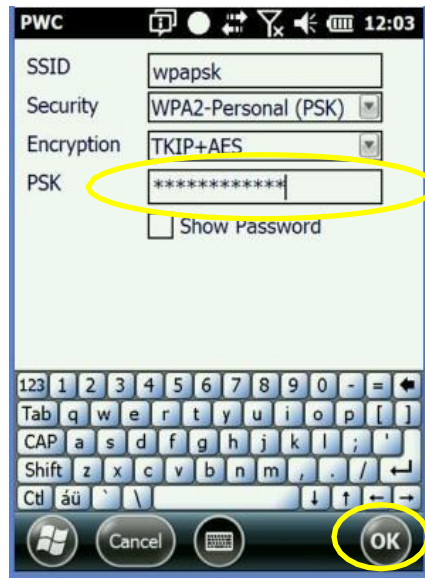 PWC 12:03
SSID wpapsk
Security WPA2-Personal (PSK)
Encryption TKIP+AES
PSK ************
Show Password
123 1 2 3 4 5 6 7 8 9 0 - =
Tab q w e r t y u i o p [ ]
CAP a s d f g h j k l ; '
Shift z x c v b n m , . /
Ctl áü ` \
Cancel OK